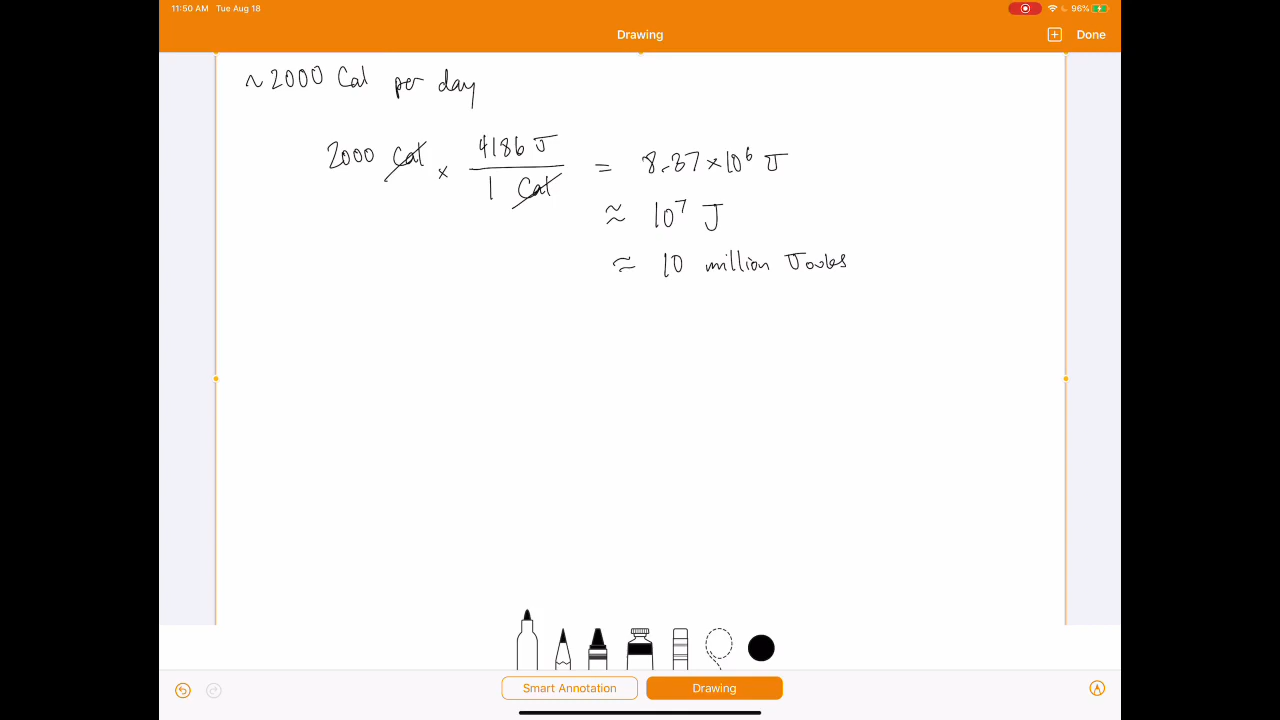 11:50 AM Tue Aug 18 96%
Drawing Done
~2000 Cal per day
2000 Cal × 4186 J / 1 Cal = 8.37×10⁶ J
≈ 10⁷ J
≈ 10 million Joules
Smart Annotation Drawing